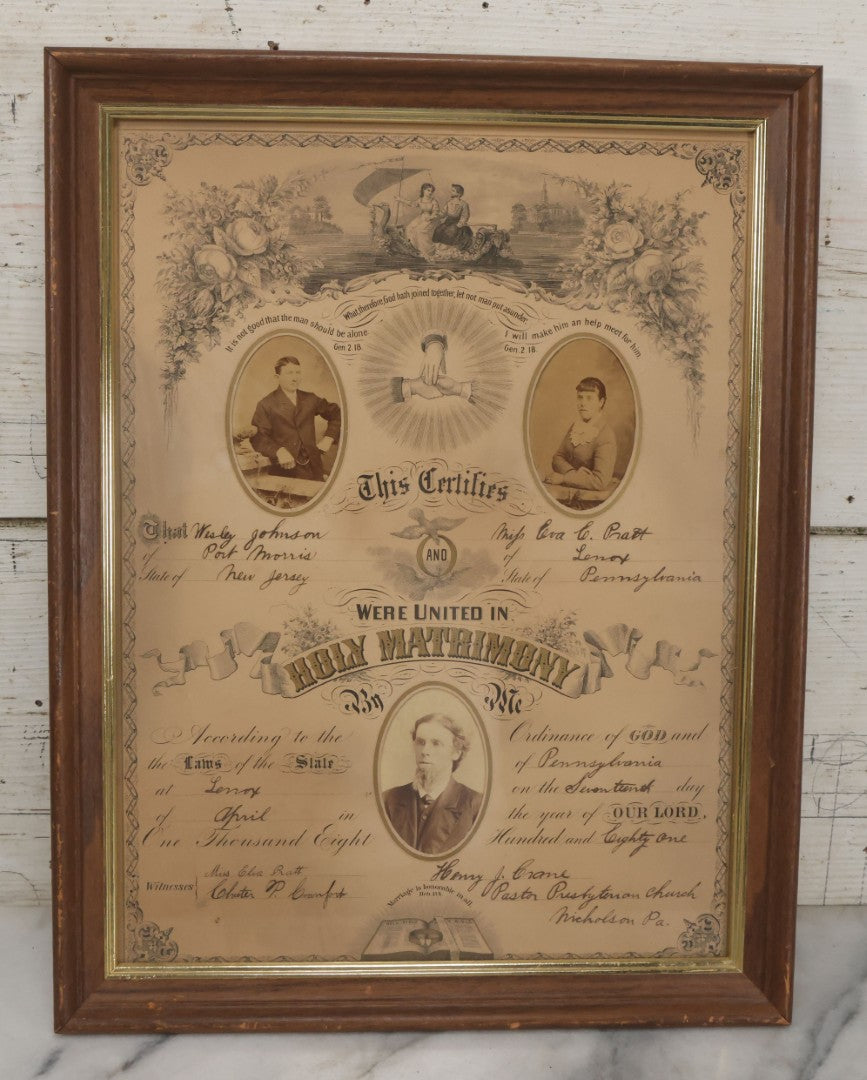 What therefore God hath joined together, let not man put asunder.
It is not good that the man should be alone.
Gen. 2. 18.
I will make him an help meet for him.
Gen. 2. 18.
This Certifies
That Wesley Johnson
of Port Morris
State of New Jersey
AND
Miss Eva C. Pratt
of Lenox
State of Pennsylvania
WERE UNITED IN
HOLY MATRIMONY
By Me
According to the
the Laws of the State
at Lenox
of April in
One Thousand Eight
Ordinance of GOD and
of Pennsylvania
on the Seventeenth day
the year of OUR LORD,
Hundred and Eighty One
Witnesses
Miss Elva Pratt
Chester P.
Henry J. Crane
Pastor Presbyterian Church
Nicholson Pa.
Marriage is honorable in all.